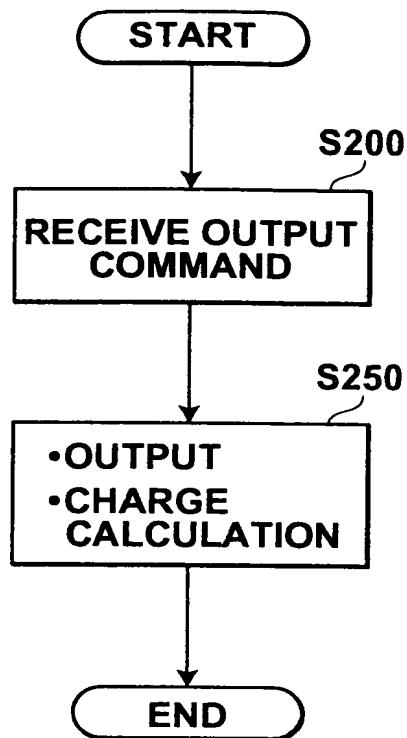 START
S200
RECEIVE OUTPUT
COMMAND
S250
•OUTPUT
•CHARGE
CALCULATION
END